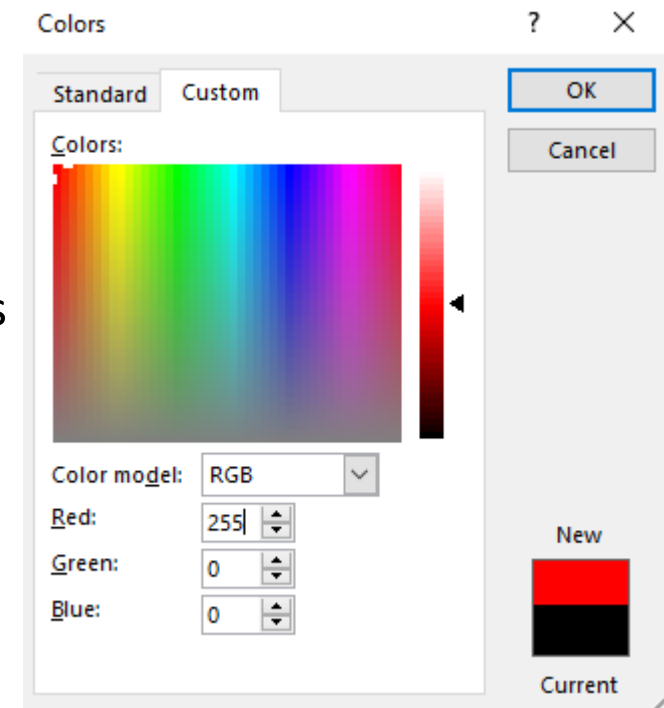 Colors ? ×
Standard Custom OK
Colors: Cancel
s
Color model: RGB
Red: 255
Green: 0
Blue: 0
New
Current